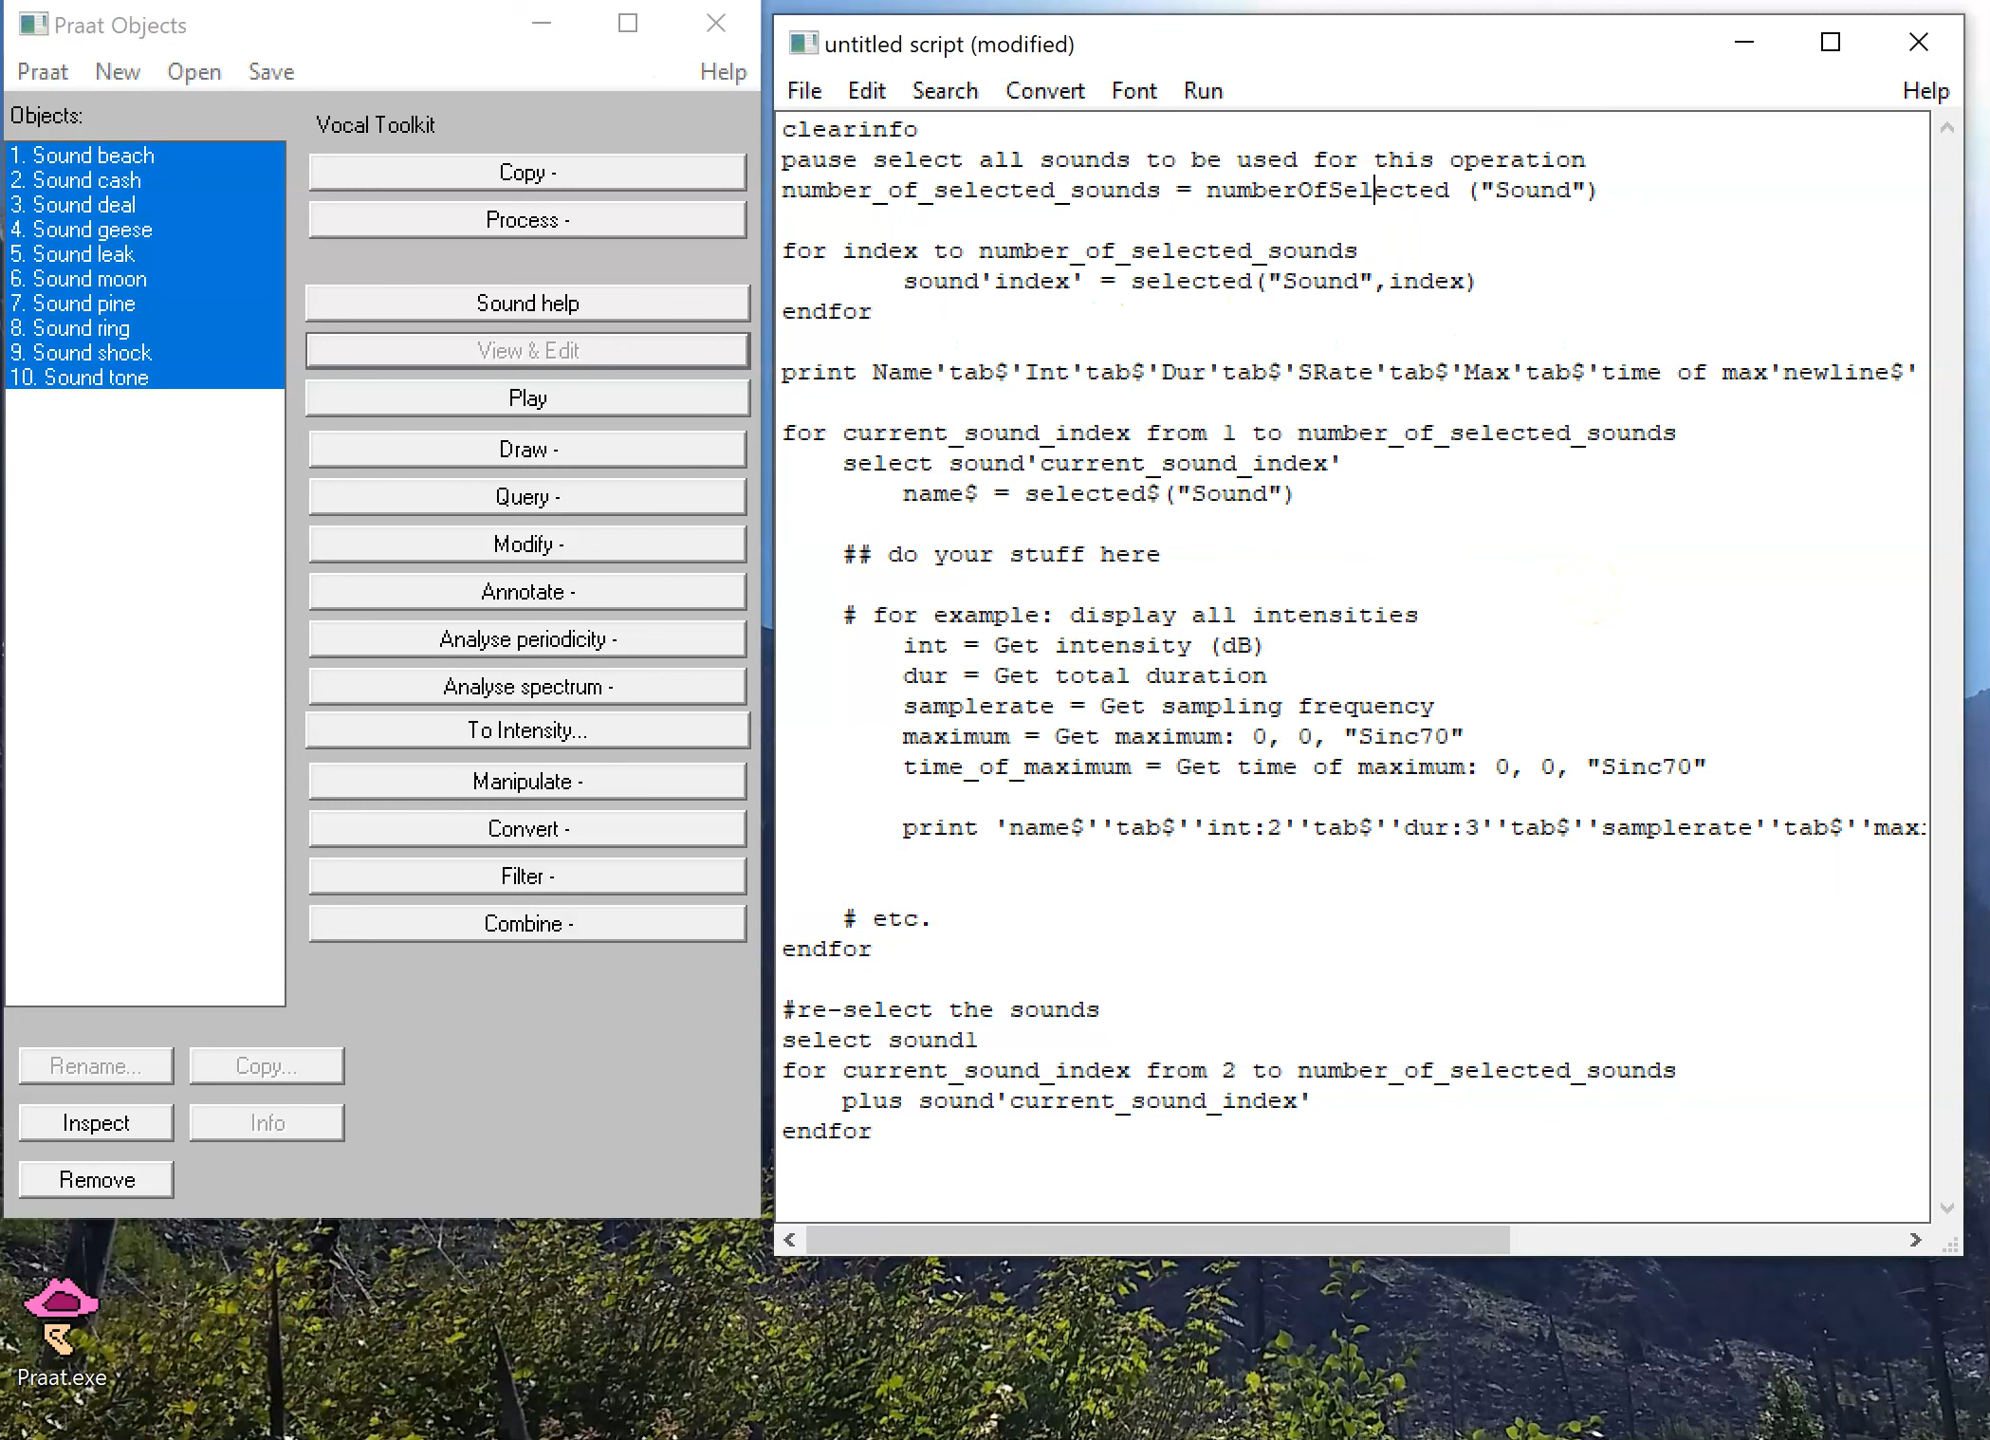 Praat Objects
Praat New Open Save Help
Objects:
1. Sound beach
2. Sound cash
3. Sound deal
4. Sound geese
5. Sound leak
6. Sound moon
7. Sound pine
8. Sound ring
9. Sound shock
10. Sound tone
Vocal Toolkit
Copy -
Process -
Sound help
View & Edit
Play
Draw -
Query -
Modify -
Annotate -
Analyse periodicity -
Analyse spectrum -
To Intensity...
Manipulate -
Convert -
Filter -
Combine -
Rename... Copy...
Inspect Info
Remove
Praat.exe
untitled script (modified)
File Edit Search Convert Font Run Help
clearinfo
pause select all sounds to be used for this operation
number_of_selected_sounds = numberOfSelected ("Sound")
for index to number_of_selected_sounds
sound'index' = selected("Sound",index)
endfor
print Name'tab$'Int'tab$'Dur'tab$'SRate'tab$'Max'tab$'time of max'newline$'
for current_sound_index from 1 to number_of_selected_sounds
select sound'current_sound_index'
name$ = selected$("Sound")
## do your stuff here
# for example: display all intensities
int = Get intensity (dB)
dur = Get total duration
samplerate = Get sampling frequency
maximum = Get maximum: 0, 0, "Sinc70"
time_of_maximum = Get time of maximum: 0, 0, "Sinc70"
print 'name$''tab$''int:2''tab$''dur:3''tab$''samplerate''tab$''max
# etc.
endfor
#re-select the sounds
select sound1
for current_sound_index from 2 to number_of_selected_sounds
plus sound'current_sound_index'
endfor